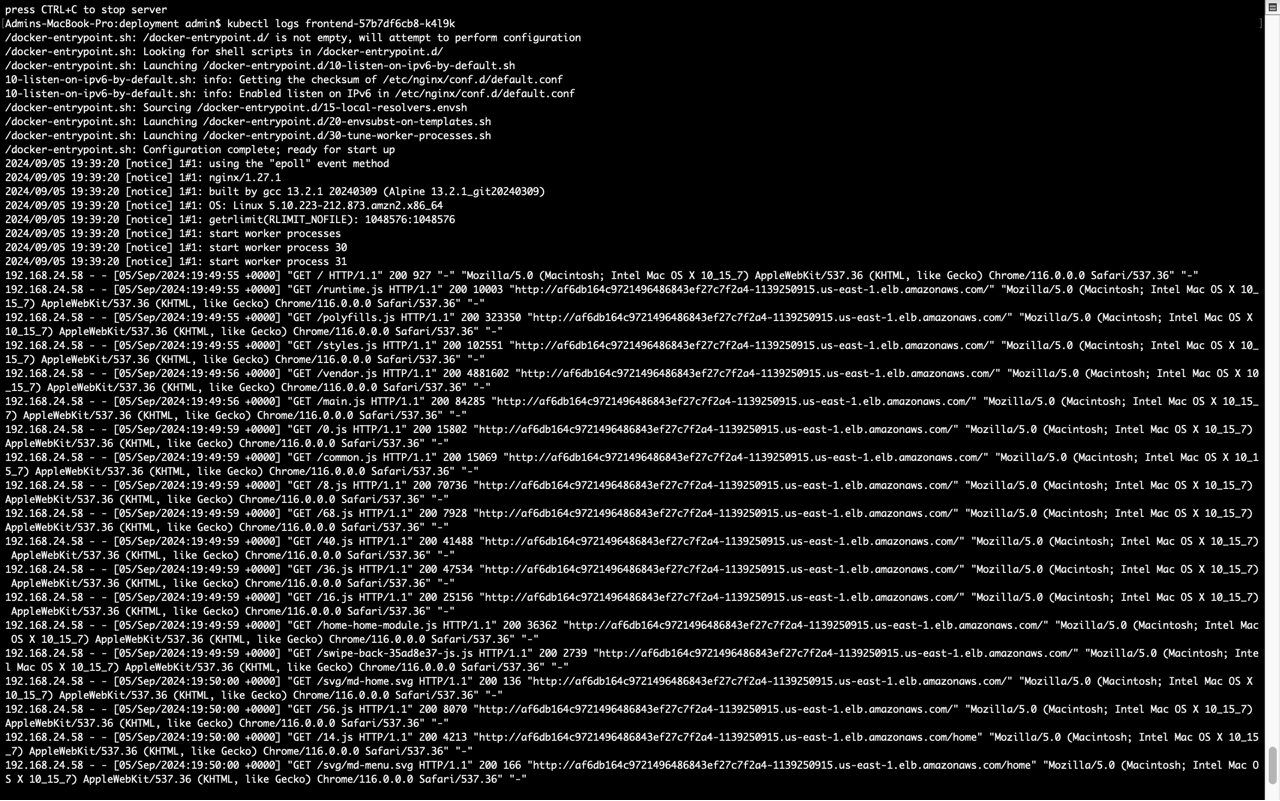 press CTRL+C to stop server
Admins-MacBook-Pro:deployment admin$ kubectl logs frontend-57b7df6cb8-k4l9k
/docker-entrypoint.sh: /docker-entrypoint.d/ is not empty, will attempt to perform configuration
/docker-entrypoint.sh: Looking for shell scripts in /docker-entrypoint.d/
/docker-entrypoint.sh: Launching /docker-entrypoint.d/10-listen-on-ipv6-by-default.sh
10-listen-on-ipv6-by-default.sh: info: Getting the checksum of /etc/nginx/conf.d/default.conf
10-listen-on-ipv6-by-default.sh: info: Enabled listen on IPv6 in /etc/nginx/conf.d/default.conf
/docker-entrypoint.sh: Sourcing /docker-entrypoint.d/15-local-resolvers.envsh
/docker-entrypoint.sh: Launching /docker-entrypoint.d/20-envsubst-on-templates.sh
/docker-entrypoint.sh: Launching /docker-entrypoint.d/30-tune-worker-processes.sh
/docker-entrypoint.sh: Configuration complete; ready for start up
2024/09/05 19:39:20 [notice] 1#1: using the "epoll" event method
2024/09/05 19:39:20 [notice] 1#1: nginx/1.27.1
2024/09/05 19:39:20 [notice] 1#1: built by gcc 13.2.1 20240309 (Alpine 13.2.1_git20240309)
2024/09/05 19:39:20 [notice] 1#1: OS: Linux 5.10.223-212.873.amzn2.x86_64
2024/09/05 19:39:20 [notice] 1#1: getrlimit(RLIMIT_NOFILE): 1048576:1048576
2024/09/05 19:39:20 [notice] 1#1: start worker processes
2024/09/05 19:39:20 [notice] 1#1: start worker process 30
2024/09/05 19:39:20 [notice] 1#1: start worker process 31
192.168.24.58 - - [05/Sep/2024:19:49:55 +0000] "GET / HTTP/1.1" 200 927 "-" "Mozilla/5.0 (Macintosh; Intel Mac OS X 10_15_7) AppleWebKit/537.36 (KHTML, like Gecko) Chrome/116.0.0.0 Safari/537.36" "-"
192.168.24.58 - - [05/Sep/2024:19:49:55 +0000] "GET /runtime.js HTTP/1.1" 200 10003 "http://af6db164c9721496486843ef27c7f2a4-1139250915.us-east-1.elb.amazonaws.com/" "Mozilla/5.0 (Macintosh; Intel Mac OS X 10_
15_7) AppleWebKit/537.36 (KHTML, like Gecko) Chrome/116.0.0.0 Safari/537.36" "-"
192.168.24.58 - - [05/Sep/2024:19:49:55 +0000] "GET /polyfills.js HTTP/1.1" 200 323350 "http://af6db164c9721496486843ef27c7f2a4-1139250915.us-east-1.elb.amazonaws.com/" "Mozilla/5.0 (Macintosh; Intel Mac OS X
10_15_7) AppleWebKit/537.36 (KHTML, like Gecko) Chrome/116.0.0.0 Safari/537.36" "-"
192.168.24.58 - - [05/Sep/2024:19:49:55 +0000] "GET /styles.js HTTP/1.1" 200 102551 "http://af6db164c9721496486843ef27c7f2a4-1139250915.us-east-1.elb.amazonaws.com/" "Mozilla/5.0 (Macintosh; Intel Mac OS X 10_
15_7) AppleWebKit/537.36 (KHTML, like Gecko) Chrome/116.0.0.0 Safari/537.36" "-"
192.168.24.58 - - [05/Sep/2024:19:49:56 +0000] "GET /vendor.js HTTP/1.1" 200 4881602 "http://af6db164c9721496486843ef27c7f2a4-1139250915.us-east-1.elb.amazonaws.com/" "Mozilla/5.0 (Macintosh; Intel Mac OS X 10
_15_7) AppleWebKit/537.36 (KHTML, like Gecko) Chrome/116.0.0.0 Safari/537.36" "-"
192.168.24.58 - - [05/Sep/2024:19:49:56 +0000] "GET /main.js HTTP/1.1" 200 84285 "http://af6db164c9721496486843ef27c7f2a4-1139250915.us-east-1.elb.amazonaws.com/" "Mozilla/5.0 (Macintosh; Intel Mac OS X 10_15_
7) AppleWebKit/537.36 (KHTML, like Gecko) Chrome/116.0.0.0 Safari/537.36" "-"
192.168.24.58 - - [05/Sep/2024:19:49:59 +0000] "GET /0.js HTTP/1.1" 200 15802 "http://af6db164c9721496486843ef27c7f2a4-1139250915.us-east-1.elb.amazonaws.com/" "Mozilla/5.0 (Macintosh; Intel Mac OS X 10_15_7)
AppleWebKit/537.36 (KHTML, like Gecko) Chrome/116.0.0.0 Safari/537.36" "-"
192.168.24.58 - - [05/Sep/2024:19:49:59 +0000] "GET /common.js HTTP/1.1" 200 15069 "http://af6db164c9721496486843ef27c7f2a4-1139250915.us-east-1.elb.amazonaws.com/" "Mozilla/5.0 (Macintosh; Intel Mac OS X 10_1
5_7) AppleWebKit/537.36 (KHTML, like Gecko) Chrome/116.0.0.0 Safari/537.36" "-"
192.168.24.58 - - [05/Sep/2024:19:49:59 +0000] "GET /8.js HTTP/1.1" 200 70736 "http://af6db164c9721496486843ef27c7f2a4-1139250915.us-east-1.elb.amazonaws.com/" "Mozilla/5.0 (Macintosh; Intel Mac OS X 10_15_7)
AppleWebKit/537.36 (KHTML, like Gecko) Chrome/116.0.0.0 Safari/537.36" "-"
192.168.24.58 - - [05/Sep/2024:19:49:59 +0000] "GET /68.js HTTP/1.1" 200 7928 "http://af6db164c9721496486843ef27c7f2a4-1139250915.us-east-1.elb.amazonaws.com/" "Mozilla/5.0 (Macintosh; Intel Mac OS X 10_15_7)
AppleWebKit/537.36 (KHTML, like Gecko) Chrome/116.0.0.0 Safari/537.36" "-"
192.168.24.58 - - [05/Sep/2024:19:49:59 +0000] "GET /40.js HTTP/1.1" 200 41488 "http://af6db164c9721496486843ef27c7f2a4-1139250915.us-east-1.elb.amazonaws.com/" "Mozilla/5.0 (Macintosh; Intel Mac OS X 10_15_7)
 AppleWebKit/537.36 (KHTML, like Gecko) Chrome/116.0.0.0 Safari/537.36" "-"
192.168.24.58 - - [05/Sep/2024:19:49:59 +0000] "GET /36.js HTTP/1.1" 200 47534 "http://af6db164c9721496486843ef27c7f2a4-1139250915.us-east-1.elb.amazonaws.com/" "Mozilla/5.0 (Macintosh; Intel Mac OS X 10_15_7)
 AppleWebKit/537.36 (KHTML, like Gecko) Chrome/116.0.0.0 Safari/537.36" "-"
192.168.24.58 - - [05/Sep/2024:19:49:59 +0000] "GET /16.js HTTP/1.1" 200 25156 "http://af6db164c9721496486843ef27c7f2a4-1139250915.us-east-1.elb.amazonaws.com/" "Mozilla/5.0 (Macintosh; Intel Mac OS X 10_15_7)
 AppleWebKit/537.36 (KHTML, like Gecko) Chrome/116.0.0.0 Safari/537.36" "-"
192.168.24.58 - - [05/Sep/2024:19:49:59 +0000] "GET /home-home-module.js HTTP/1.1" 200 36362 "http://af6db164c9721496486843ef27c7f2a4-1139250915.us-east-1.elb.amazonaws.com/" "Mozilla/5.0 (Macintosh; Intel Mac
 OS X 10_15_7) AppleWebKit/537.36 (KHTML, like Gecko) Chrome/116.0.0.0 Safari/537.36" "-"
192.168.24.58 - - [05/Sep/2024:19:49:59 +0000] "GET /swipe-back-35ad8e37-js.js HTTP/1.1" 200 2739 "http://af6db164c9721496486843ef27c7f2a4-1139250915.us-east-1.elb.amazonaws.com/" "Mozilla/5.0 (Macintosh; Inte
l Mac OS X 10_15_7) AppleWebKit/537.36 (KHTML, like Gecko) Chrome/116.0.0.0 Safari/537.36" "-"
192.168.24.58 - - [05/Sep/2024:19:50:00 +0000] "GET /svg/md-home.svg HTTP/1.1" 200 136 "http://af6db164c9721496486843ef27c7f2a4-1139250915.us-east-1.elb.amazonaws.com/" "Mozilla/5.0 (Macintosh; Intel Mac OS X
10_15_7) AppleWebKit/537.36 (KHTML, like Gecko) Chrome/116.0.0.0 Safari/537.36" "-"
192.168.24.58 - - [05/Sep/2024:19:50:00 +0000] "GET /56.js HTTP/1.1" 200 8070 "http://af6db164c9721496486843ef27c7f2a4-1139250915.us-east-1.elb.amazonaws.com/" "Mozilla/5.0 (Macintosh; Intel Mac OS X 10_15_7)
AppleWebKit/537.36 (KHTML, like Gecko) Chrome/116.0.0.0 Safari/537.36" "-"
192.168.24.58 - - [05/Sep/2024:19:50:00 +0000] "GET /14.js HTTP/1.1" 200 4213 "http://af6db164c9721496486843ef27c7f2a4-1139250915.us-east-1.elb.amazonaws.com/home" "Mozilla/5.0 (Macintosh; Intel Mac OS X 10_15
_7) AppleWebKit/537.36 (KHTML, like Gecko) Chrome/116.0.0.0 Safari/537.36" "-"
192.168.24.58 - - [05/Sep/2024:19:50:00 +0000] "GET /svg/md-menu.svg HTTP/1.1" 200 166 "http://af6db164c9721496486843ef27c7f2a4-1139250915.us-east-1.elb.amazonaws.com/home" "Mozilla/5.0 (Macintosh; Intel Mac O
S X 10_15_7) AppleWebKit/537.36 (KHTML, like Gecko) Chrome/116.0.0.0 Safari/537.36" "-"